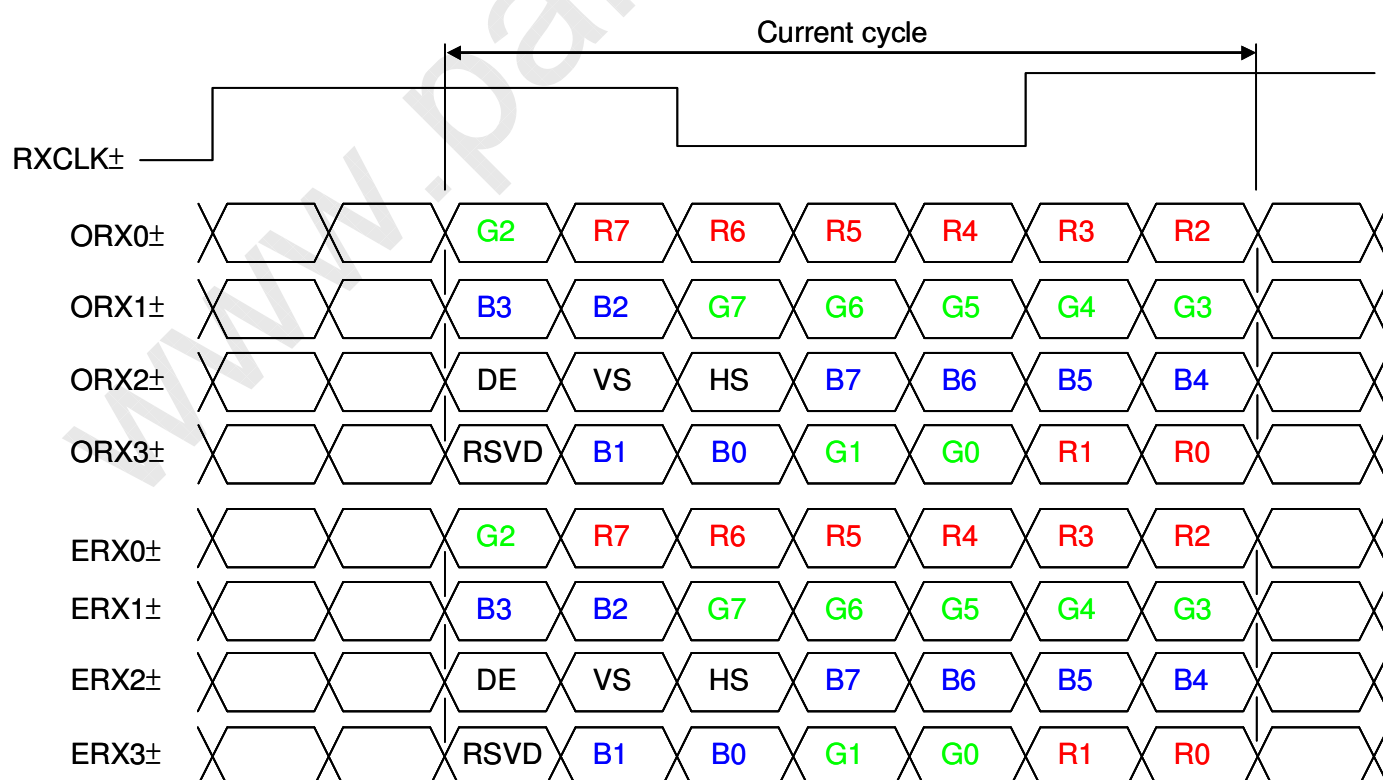 Current cycle
RXCLK±
ORX0± G2 R7 R6 R5 R4 R3 R2
ORX1± B3 B2 G7 G6 G5 G4 G3
ORX2± DE VS HS B7 B6 B5 B4
ORX3± RSVD B1 B0 G1 G0 R1 R0
ERX0± G2 R7 R6 R5 R4 R3 R2
ERX1± B3 B2 G7 G6 G5 G4 G3
ERX2± DE VS HS B7 B6 B5 B4
ERX3± RSVD B1 B0 G1 G0 R1 R0
www.pa